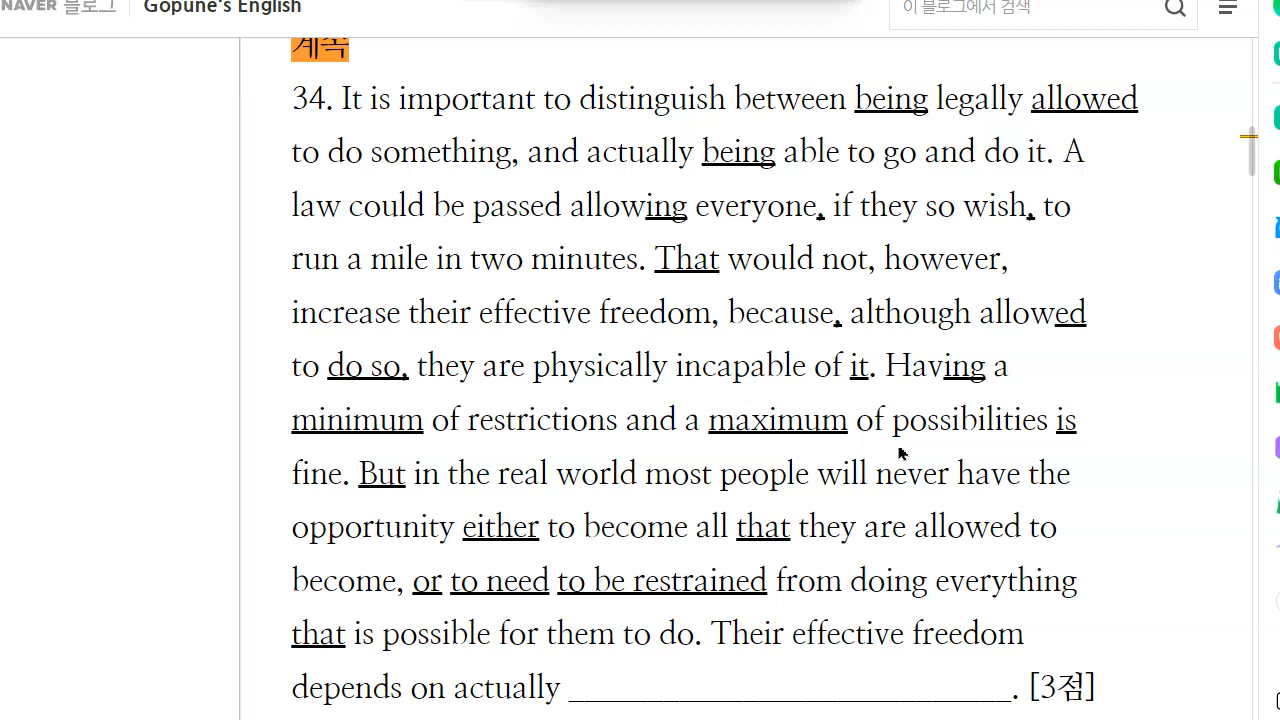 NAVER 블로그 Gopune's English 이 블로그에서 검색
계속
34. It is important to distinguish between being legally allowed
to do something, and actually being able to go and do it. A
law could be passed allowing everyone, if they so wish, to
run a mile in two minutes. That would not, however,
increase their effective freedom, because, although allowed
to do so, they are physically incapable of it. Having a
minimum of restrictions and a maximum of possibilities is
fine. But in the real world most people will never have the
opportunity either to become all that they are allowed to
become, or to need to be restrained from doing everything
that is possible for them to do. Their effective freedom
depends on actually ______________________________. [3점]